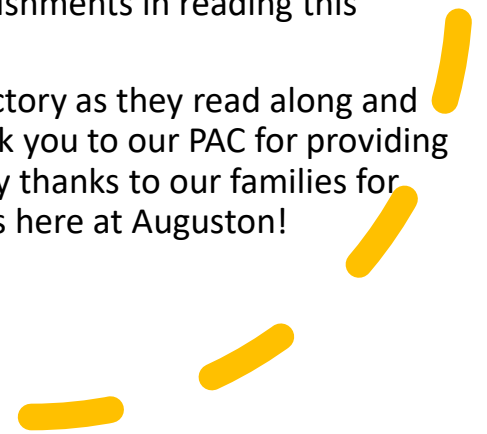 ishments in reading this
ctory as they read along and
k you to our PAC for providing
y thanks to our families for
s here at Auguston!